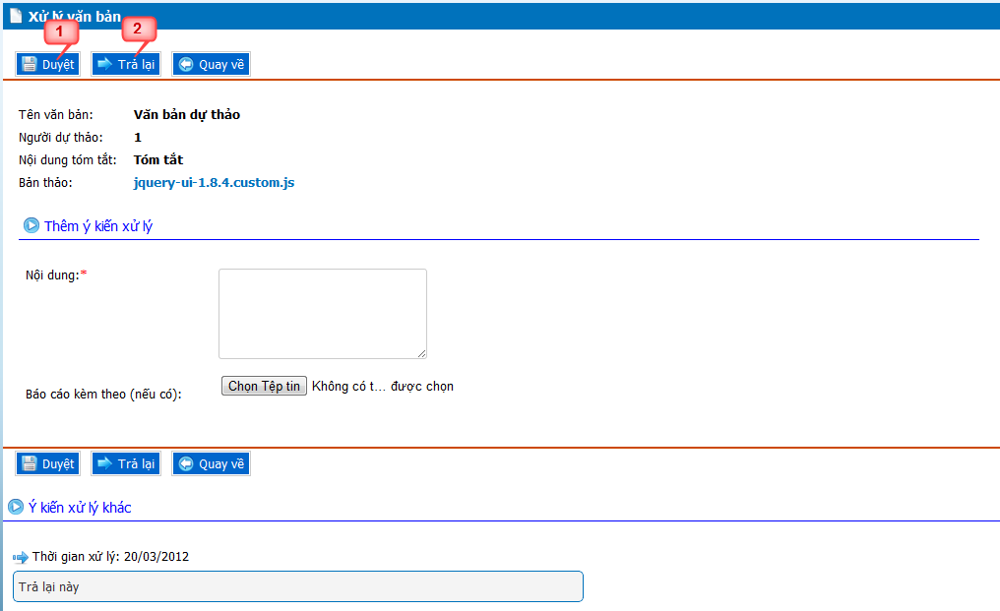 Xử lý văn bản
1
2
Duyệt Trả lại Quay về
Tên văn bản: Văn bản dự thảo
Người dự thảo: 1
Nội dung tóm tắt: Tóm tắt
Bản thảo: jquery-ui-1.8.4.custom.js
Thêm ý kiến xử lý
Nội dung:*
Báo cáo kèm theo (nếu có): Chọn Tệp tin Không có t... được chọn
Duyệt Trả lại Quay về
Ý kiến xử lý khác
Thời gian xử lý: 20/03/2012
Trả lại này